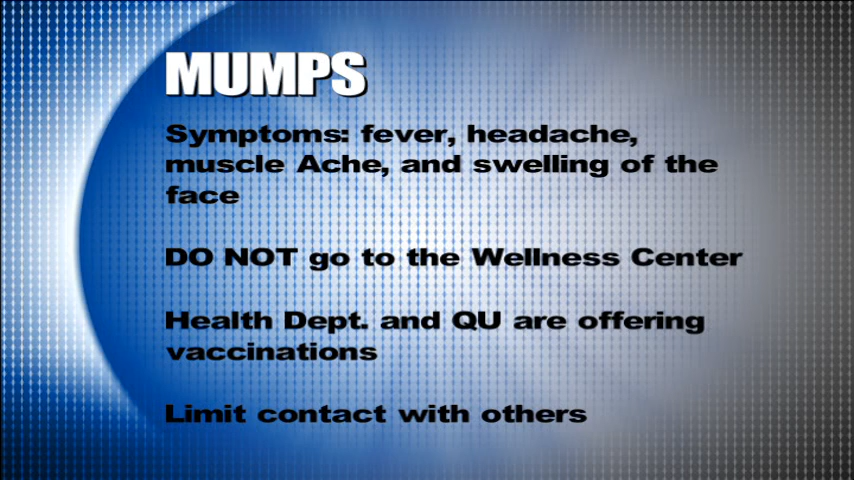 MUMPS
Symptoms: fever, headache,
muscle Ache, and swelling of the
face
DO NOT go to the Wellness Center
Health Dept. and QU are offering
vaccinations
Limit contact with others